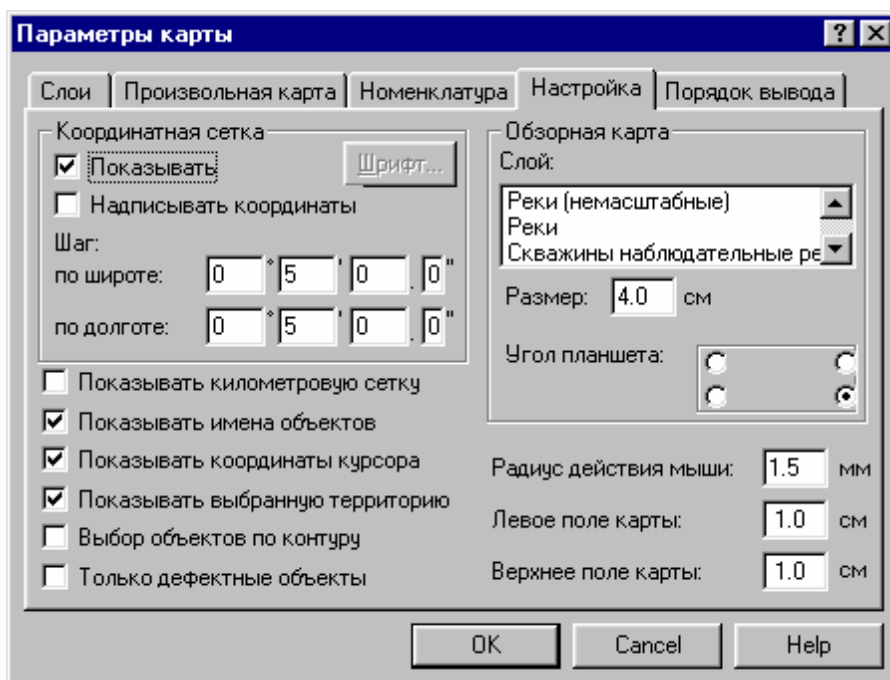 Параметры карты
Слои Произвольная карта Номенклатура Настройка Порядок вывода
Координатная сетка
Показывать Шрифт...
Надписывать координаты
Шаг:
по широте: 0 ° 5 ' 0 . 0 "
по долготе: 0 ° 5 ' 0 . 0 "
Показывать километровую сетку
Показывать имена объектов
Показывать координаты курсора
Показывать выбранную территорию
Выбор объектов по контуру
Только дефектные объекты
Обзорная карта
Слой:
Реки (немасштабные)
Реки
Скважины наблюдательные ре
Размер: 4.0 см
Угол планшета:
Радиус действия мыши: 1.5 мм
Левое поле карты: 1.0 см
Верхнее поле карты: 1.0 см
OK Cancel Help